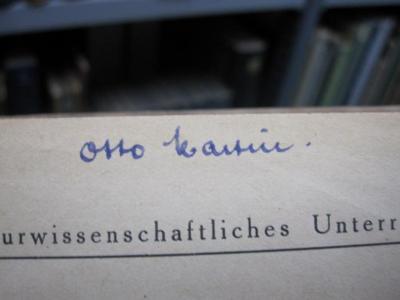 Otto
urwissenschaftliches Unterr